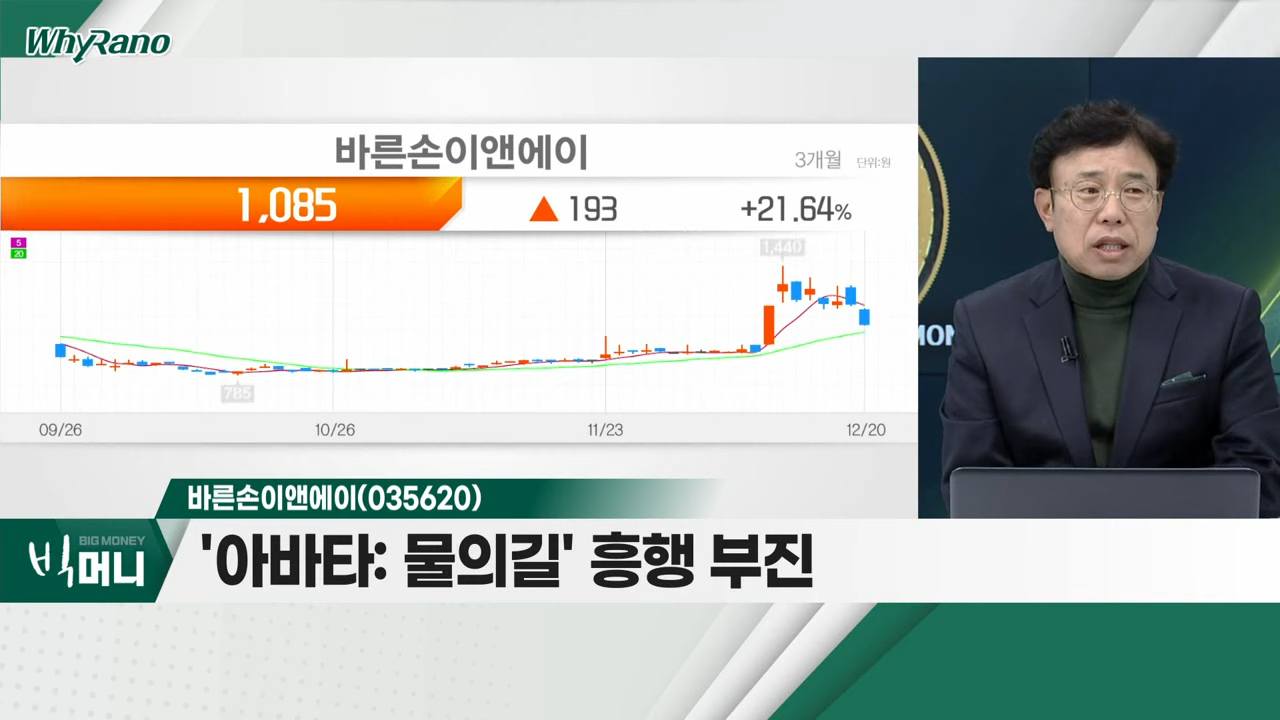 WhyRano
바른손이앤에이
3개월 단위:원
1,085 ▲ 193 +21.64%
5
20
1,440
785
09/26 10/26 11/23 12/20
MON
바른손이앤에이(035620)
BIG MONEY
빅머니
'아바타: 물의길' 흥행 부진